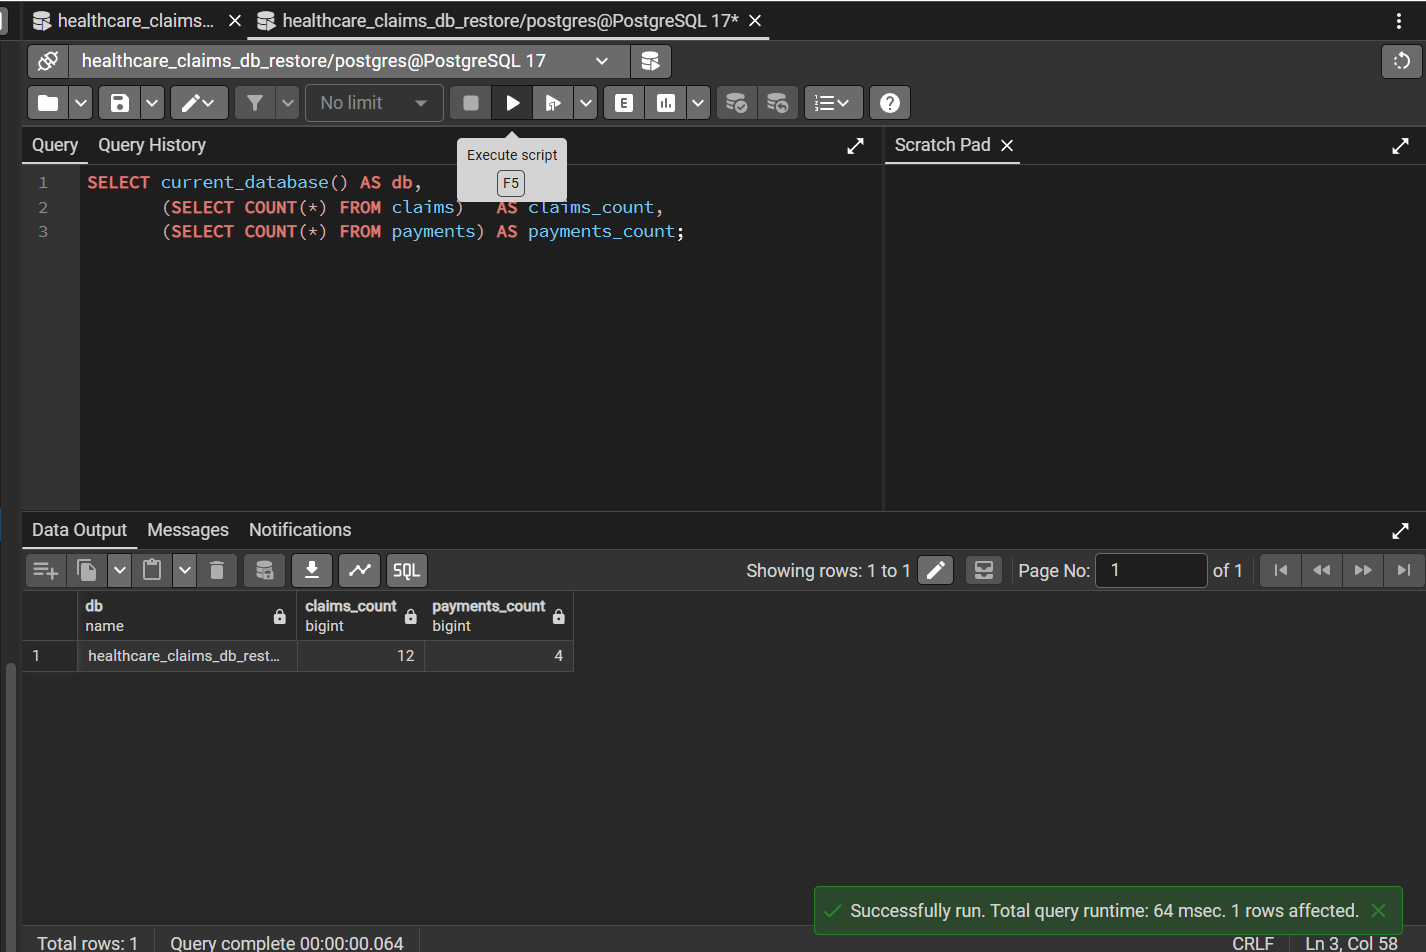 healthcare_claims...
healthcare_claims_db_restore/postgres@PostgreSQL 17*
healthcare_claims_db_restore/postgres@PostgreSQL 17
No limit
E
Query
Query History
Scratch Pad
Execute script
F5
1 SELECT current_database() AS db,
2 (SELECT COUNT(*) FROM claims) AS claims_count,
3 (SELECT COUNT(*) FROM payments) AS payments_count;
Data Output Messages Notifications
SQL
Showing rows: 1 to 1
Page No: 1 of 1
db claims_count payments_count
name bigint bigint
1 healthcare_claims_db_rest... 12 4
Successfully run. Total query runtime: 64 msec. 1 rows affected.
Total rows: 1 Query complete 00:00:00.064 CRLF Ln 3, Col 58